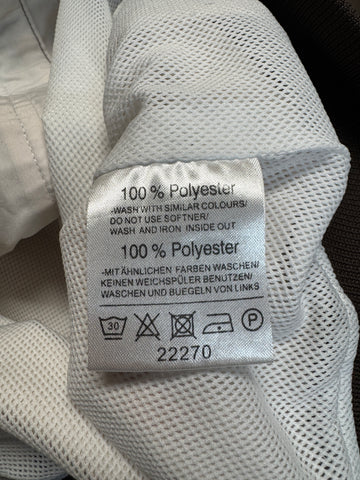 100 % Polyester
-WASH WITH SIMILAR COLOURS/
DO NOT USE SOFTNER/
WASH AND IRON INSIDE OUT
100 % Polyester
-MIT ÄHNLICHEN FARBEN WASCHEN/
KEINEN WEICHSPÜLER BENUTZEN/
WASCHEN UND BUEGELN VON LINKS
30 P
22270